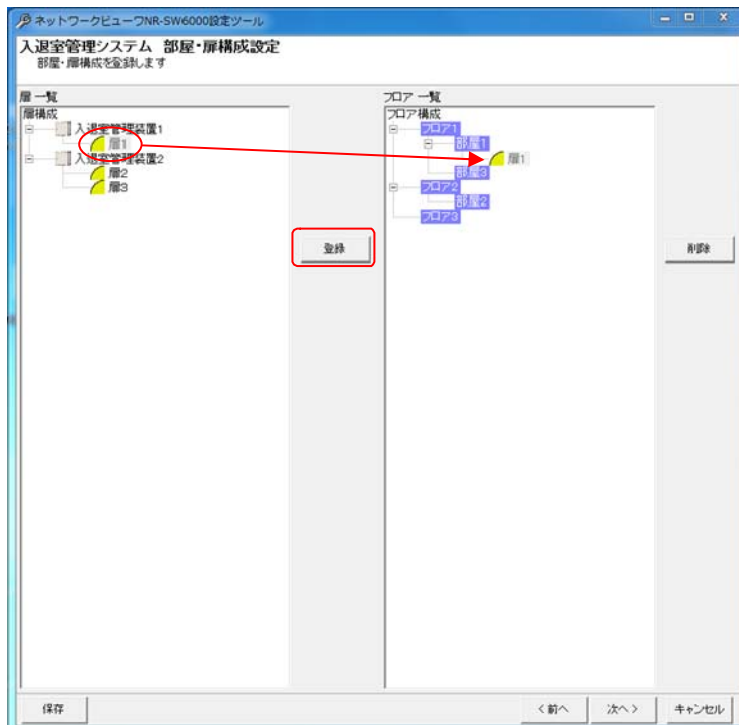 ネットワークビューワNR-SW6000設定ツール
入退室管理システム 部屋・扉構成設定
部屋・扉構成を登録します
扉 一覧
扉構成
入退室管理装置1
扉1
入退室管理装置2
扉2
扉3
登録
フロア 一覧
フロア構成
フロア1
部屋1
扉1
部屋3
フロア2
部屋2
フロア3
削除
保存
< 前へ
次へ >
キャンセル